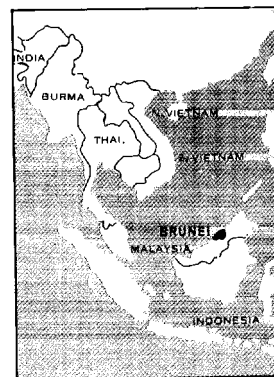 INDIA
BURMA
N. VIETNAM
THAI.
S. VIETNAM
BRUNEI
MALAYSIA
INDONESIA